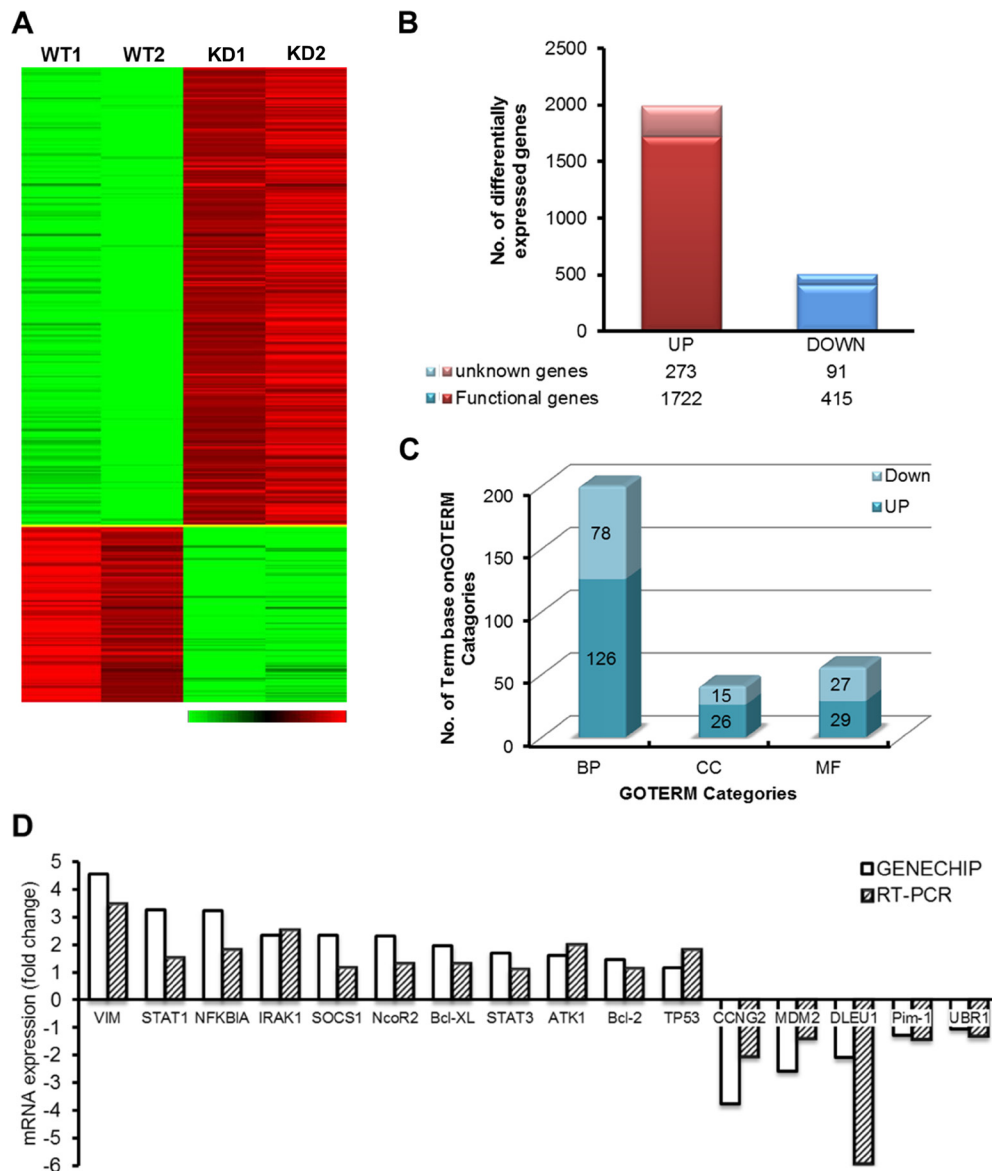 A
WT1 WT2 KD1 KD2
B
No. of differentially
expressed genes
2500
2000
1500
1000
500
0
UP DOWN
unknown genes 273 91
Functional genes 1722 415
C
No. of Term base onGOTERM
Catagories
200
150
100
50
0
Down
UP
78
126
15
26
27
29
BP CC MF
GOTERM Categories
D
mRNA expression (fold change)
5
4
3
2
1
0
-1
-2
-3
-4
-5
-6
GENECHIP
RT-PCR
VIM STAT1 NFKBIA IRAK1 SOCS1 NcoR2 Bcl-XL STAT3 ATK1 Bcl-2 TP53 CCNG2 MDM2 DLEU1 Pim-1 UBR1